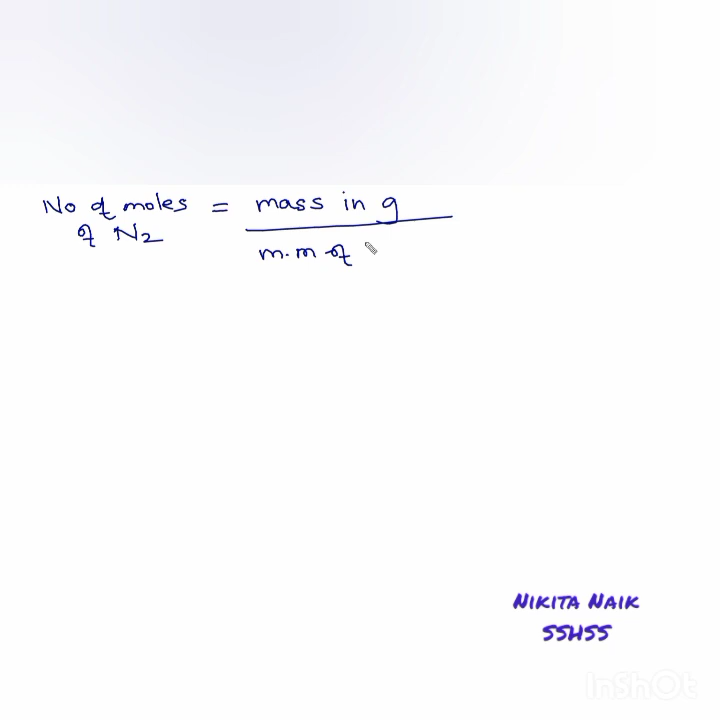 No of moles = mass in g
of N2 m.m of
NIKITA NAIK
SSHSS
InShOt